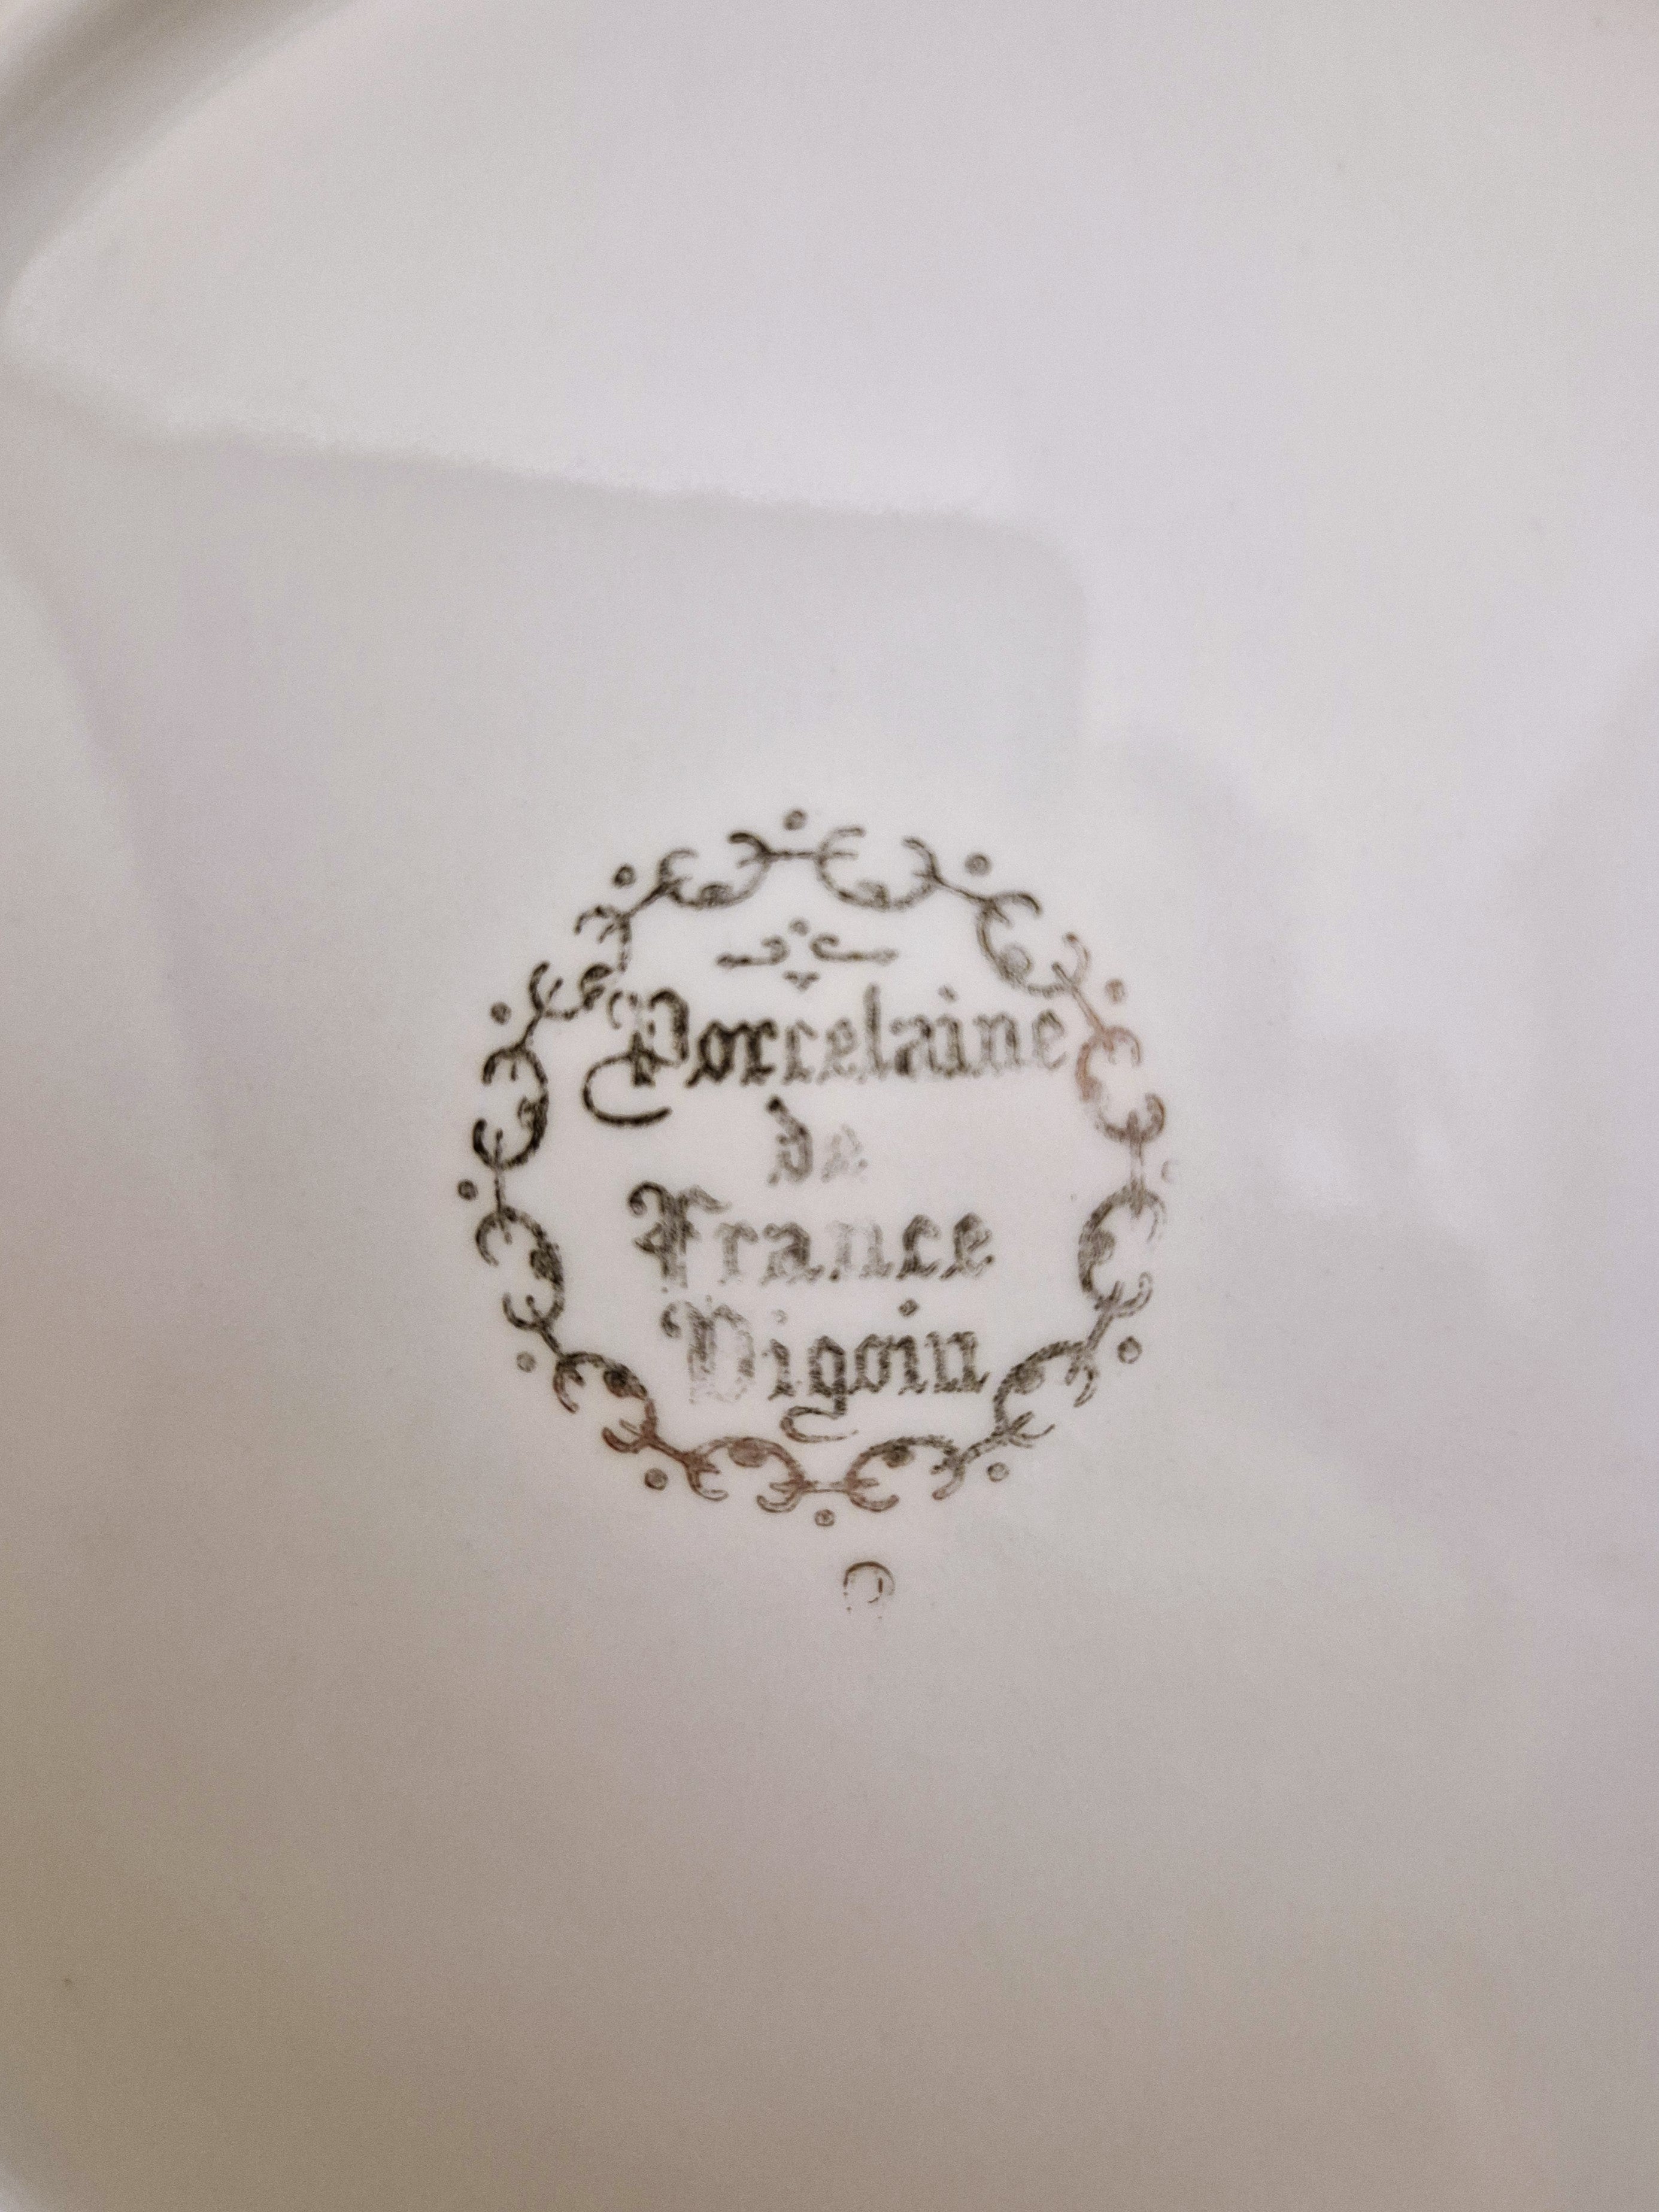 Porcelaine
de
France
Digoin